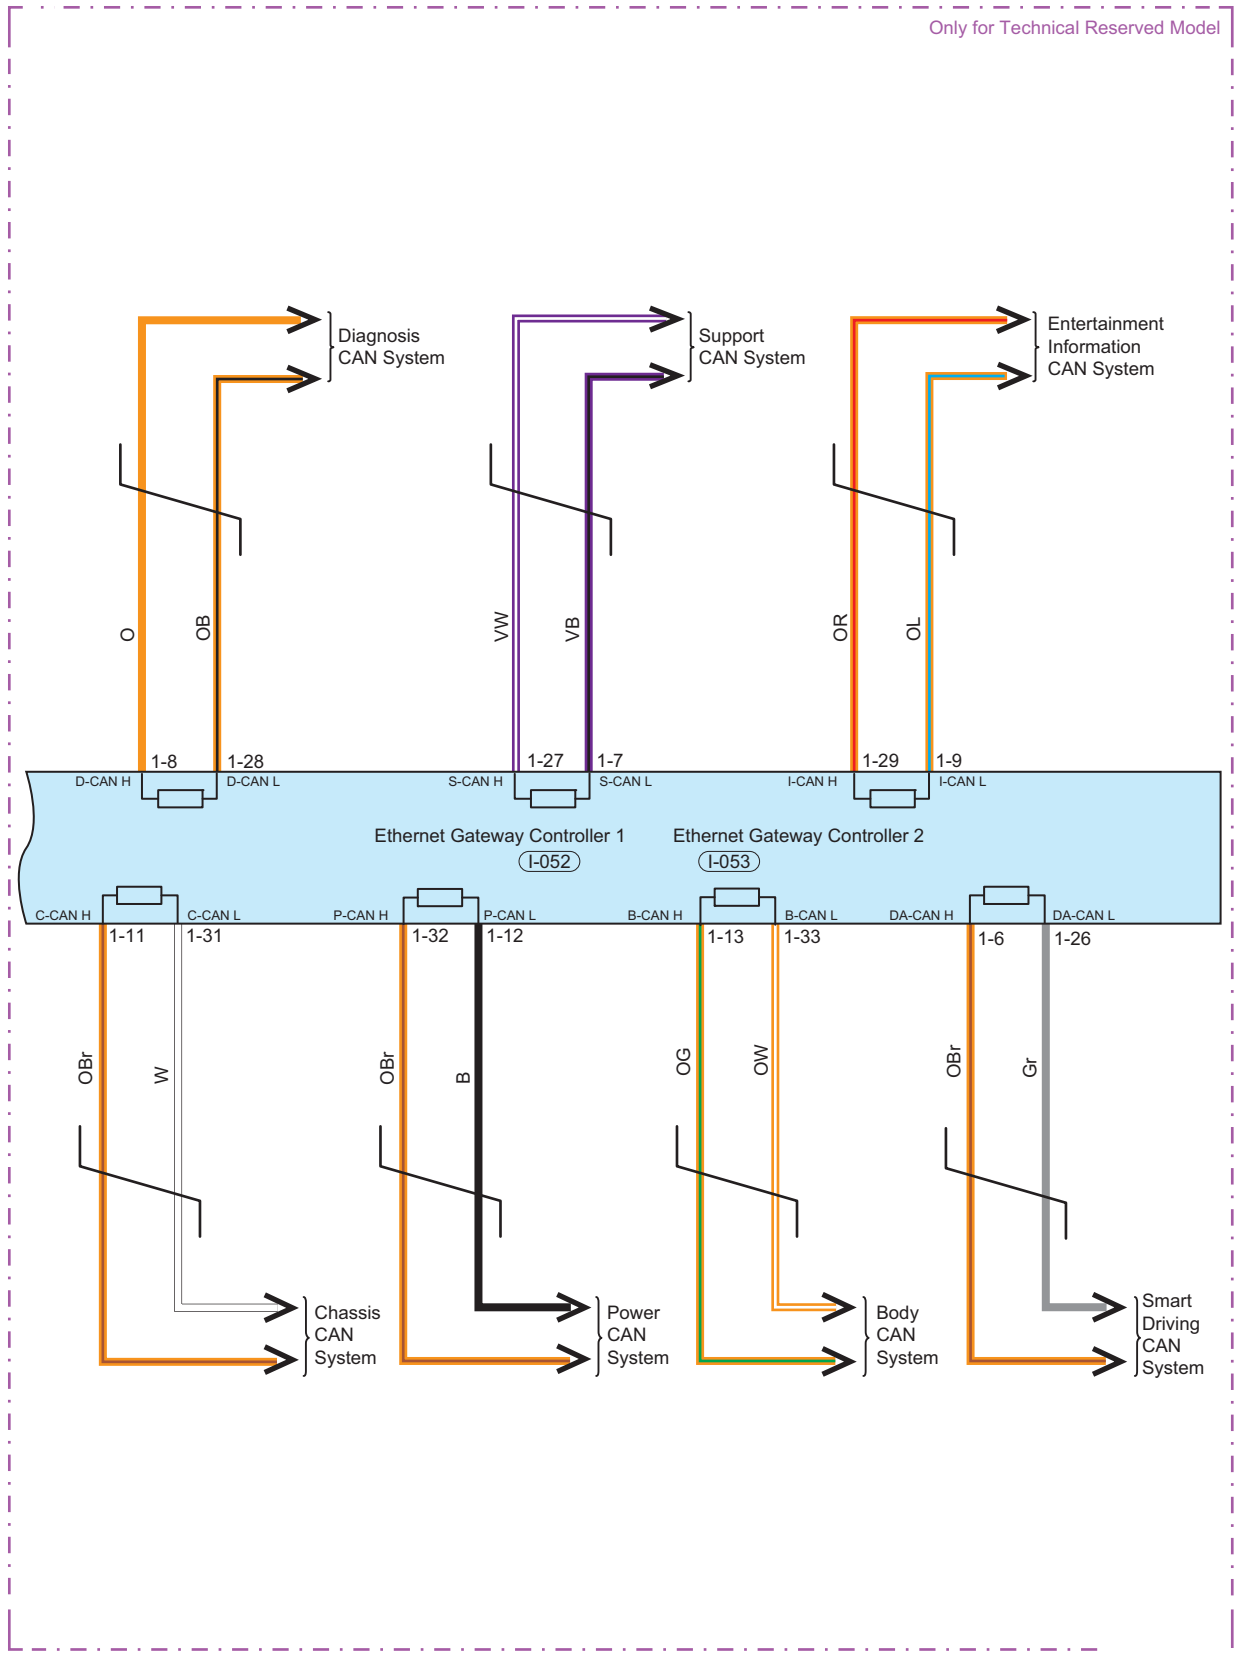 Only for Technical Reserved Model
Diagnosis
CAN System
Support
CAN System
Entertainment
Information
CAN System
O
OB
VW
VB
OR
OL
1-8
1-28
1-27
1-7
1-29
1-9
D-CAN H
D-CAN L
S-CAN H
S-CAN L
I-CAN H
I-CAN L
Ethernet Gateway Controller 1
I-052
Ethernet Gateway Controller 2
I-053
C-CAN H
C-CAN L
P-CAN H
P-CAN L
B-CAN H
B-CAN L
DA-CAN H
DA-CAN L
1-11
1-31
1-32
1-12
1-13
1-33
1-6
1-26
OBr
W
OBr
B
OG
OW
OBr
Gr
Chassis
CAN
System
Power
CAN
System
Body
CAN
System
Smart
Driving
CAN
System